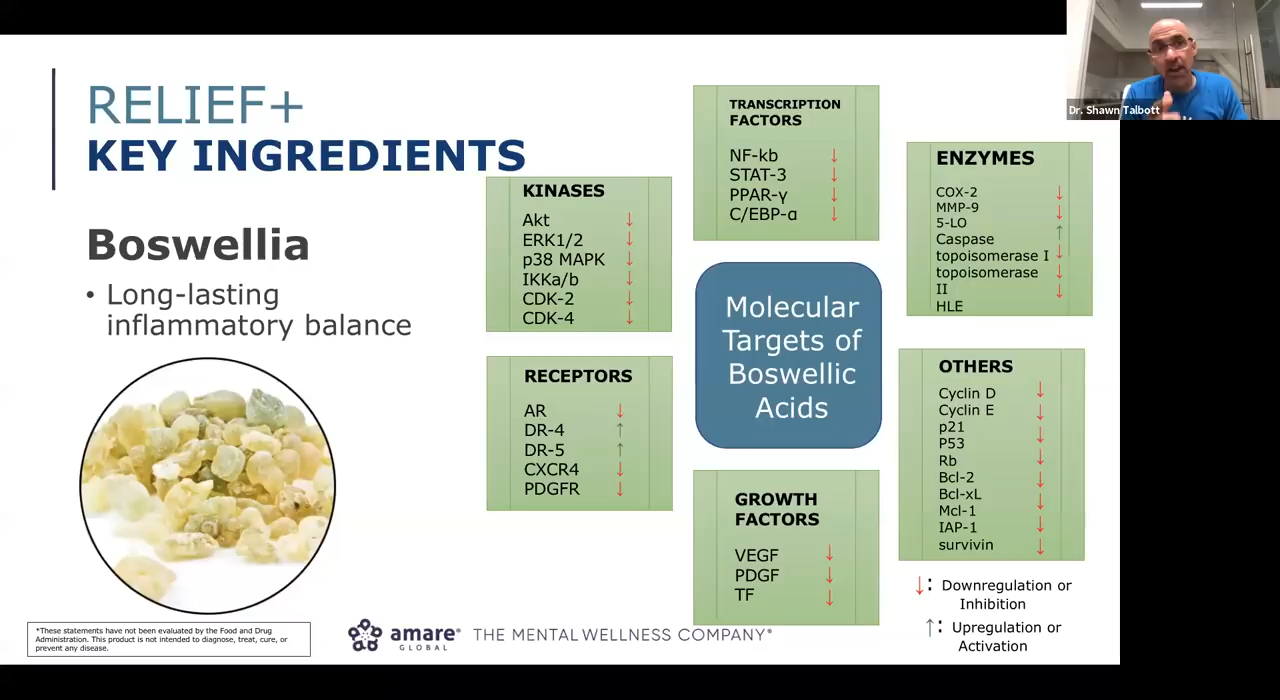 RELIEF+
KEY INGREDIENTS
Boswellia
• Long-lasting
inflammatory balance
KINASES
Akt ↓
ERK1/2 ↓
p38 MAPK ↓
IKKa/b ↓
CDK-2 ↓
CDK-4 ↓
RECEPTORS
AR ↓
DR-4 ↑
DR-5 ↑
CXCR4 ↓
PDGFR ↓
TRANSCRIPTION
FACTORS
NF-kb ↓
STAT-3 ↓
PPAR-γ ↓
C/EBP-α ↓
Molecular
Targets of
Boswellic
Acids
GROWTH
FACTORS
VEGF ↓
PDGF ↓
TF ↓
ENZYMES
COX-2 ↓
MMP-9 ↓
5-LO
Caspase ↑
topoisomerase I ↓
topoisomerase ↓
II ↓
HLE
OTHERS
Cyclin D ↓
Cyclin E ↓
p21
P53 ↓
Rb ↓
Bcl-2 ↓
Bcl-xL ↓
Mcl-1 ↓
IAP-1 ↓
survivin ↓
↓: Downregulation or
Inhibition
↑: Upregulation or
Activation
*These statements have not been evaluated by the Food and Drug
Administration. This product is not intended to diagnose, treat, cure, or
prevent any disease.
amare®
GLOBAL
THE MENTAL WELLNESS COMPANY®
Dr. Shawn Talbott